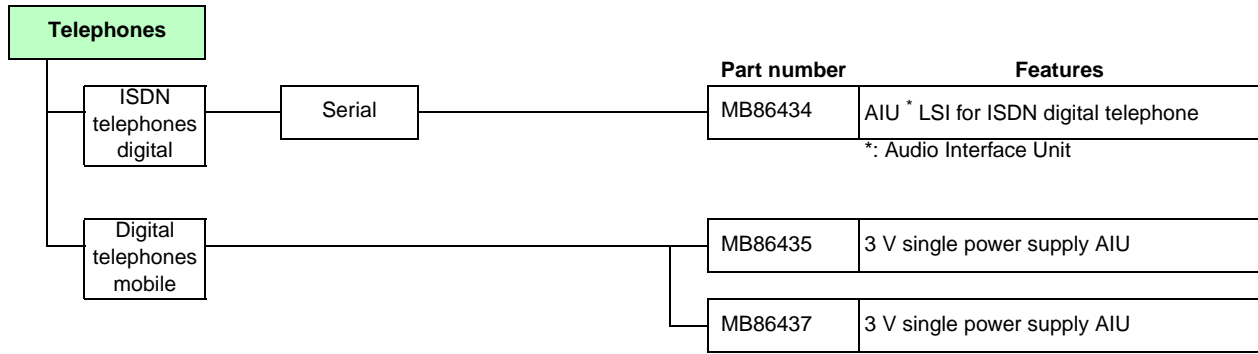 Telephones
Part number Features
ISDN
telephones
digital
Serial
MB86434 AIU * LSI for ISDN digital telephone
*: Audio Interface Unit
Digital
telephones
mobile
MB86435 3 V single power supply AIU
MB86437 3 V single power supply AIU